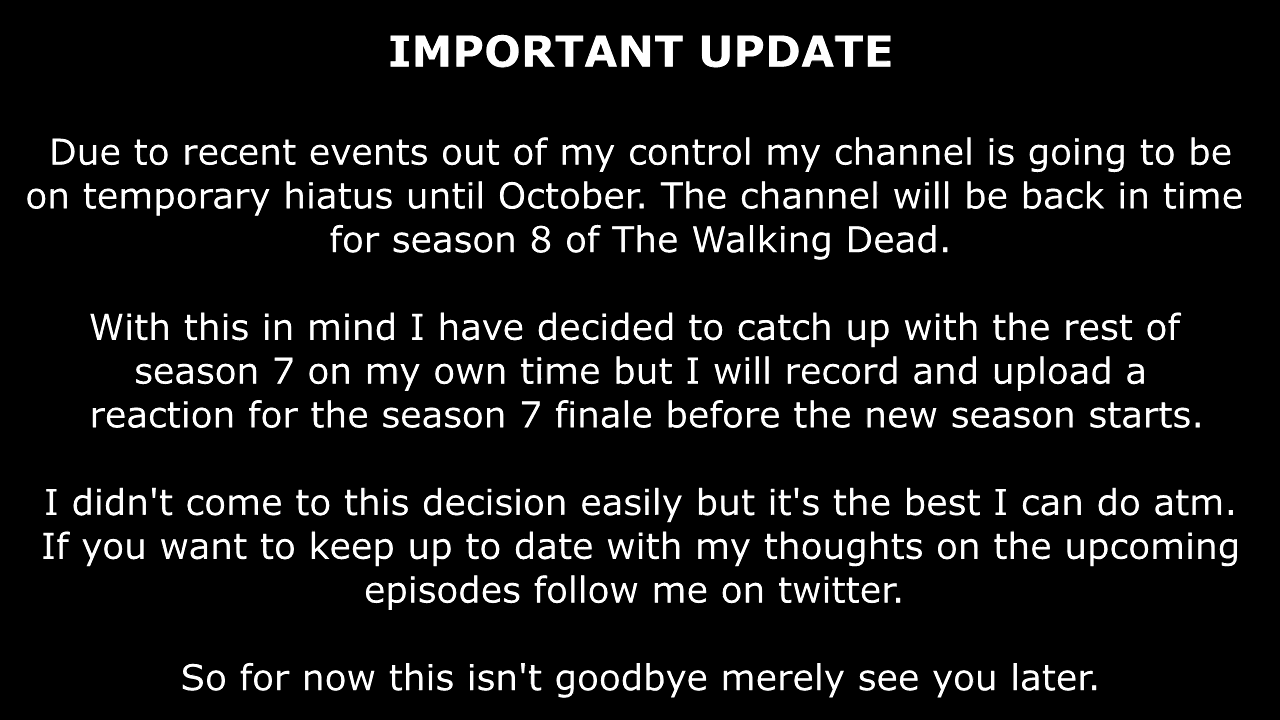 IMPORTANT UPDATE
Due to recent events out of my control my channel is going to be
on temporary hiatus until October. The channel will be back in time
for season 8 of The Walking Dead.
With this in mind I have decided to catch up with the rest of
season 7 on my own time but I will record and upload a
reaction for the season 7 finale before the new season starts.
I didn't come to this decision easily but it's the best I can do atm.
If you want to keep up to date with my thoughts on the upcoming
episodes follow me on twitter.
So for now this isn't goodbye merely see you later.